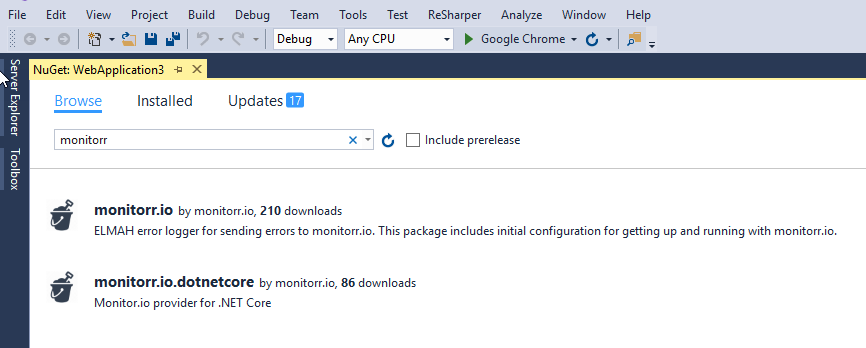 File Edit View Project Build Debug Team Tools Test ReSharper Analyze Window Help
Debug Any CPU Google Chrome
Server Explorer
Toolbox
NuGet: WebApplication3
Browse Installed Updates 17
monitorr Include prerelease
monitorr.io by monitorr.io, 210 downloads
ELMAH error logger for sending errors to monitorr.io. This package includes initial configuration for getting up and running with monitorr.io.
monitorr.io.dotnetcore by monitorr.io, 86 downloads
Monitor.io provider for .NET Core